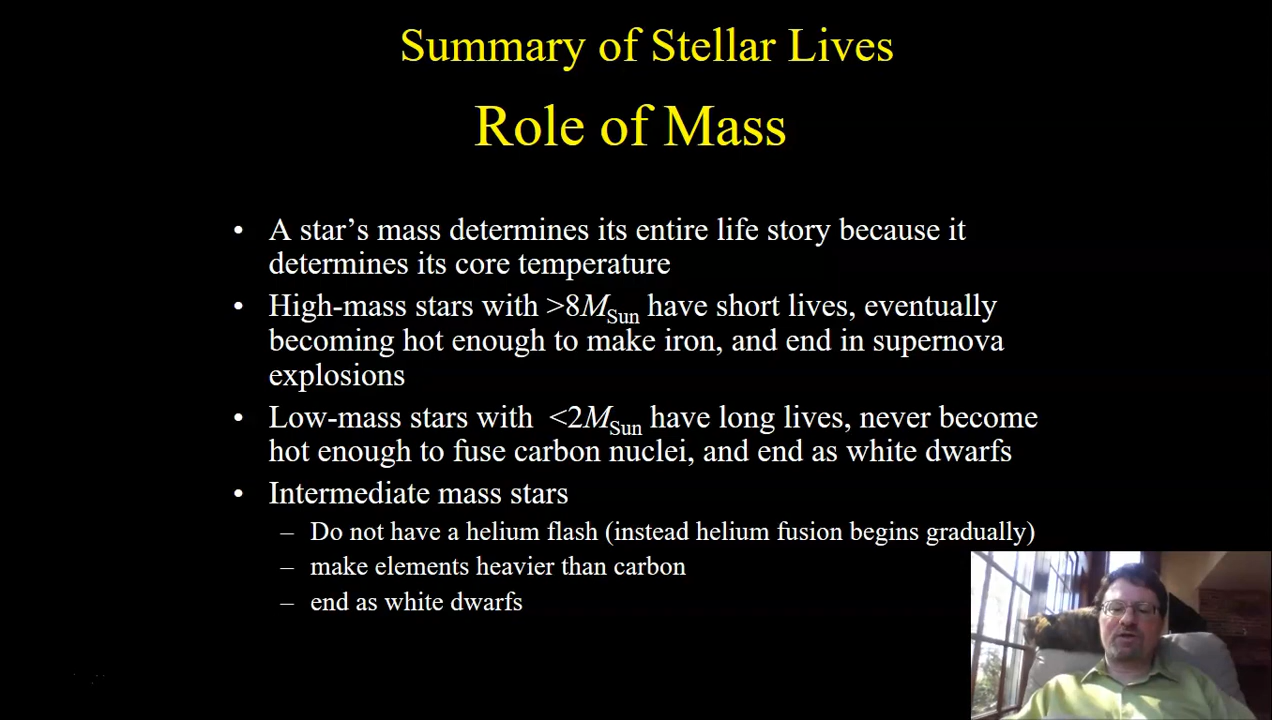 Summary of Stellar Lives
Role of Mass
• A star’s mass determines its entire life story because it
determines its core temperature
• High-mass stars with >8MSun have short lives, eventually
becoming hot enough to make iron, and end in supernova
explosions
• Low-mass stars with <2MSun have long lives, never become
hot enough to fuse carbon nuclei, and end as white dwarfs
• Intermediate mass stars
– Do not have a helium flash (instead helium fusion begins gradually)
– make elements heavier than carbon
– end as white dwarfs